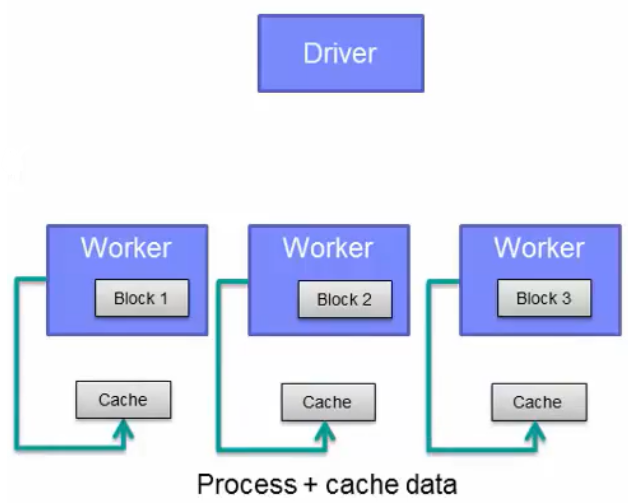 Driver
Worker
Worker
Worker
Block 1
Block 2
Block 3
Cache
Cache
Cache
Process + cache data